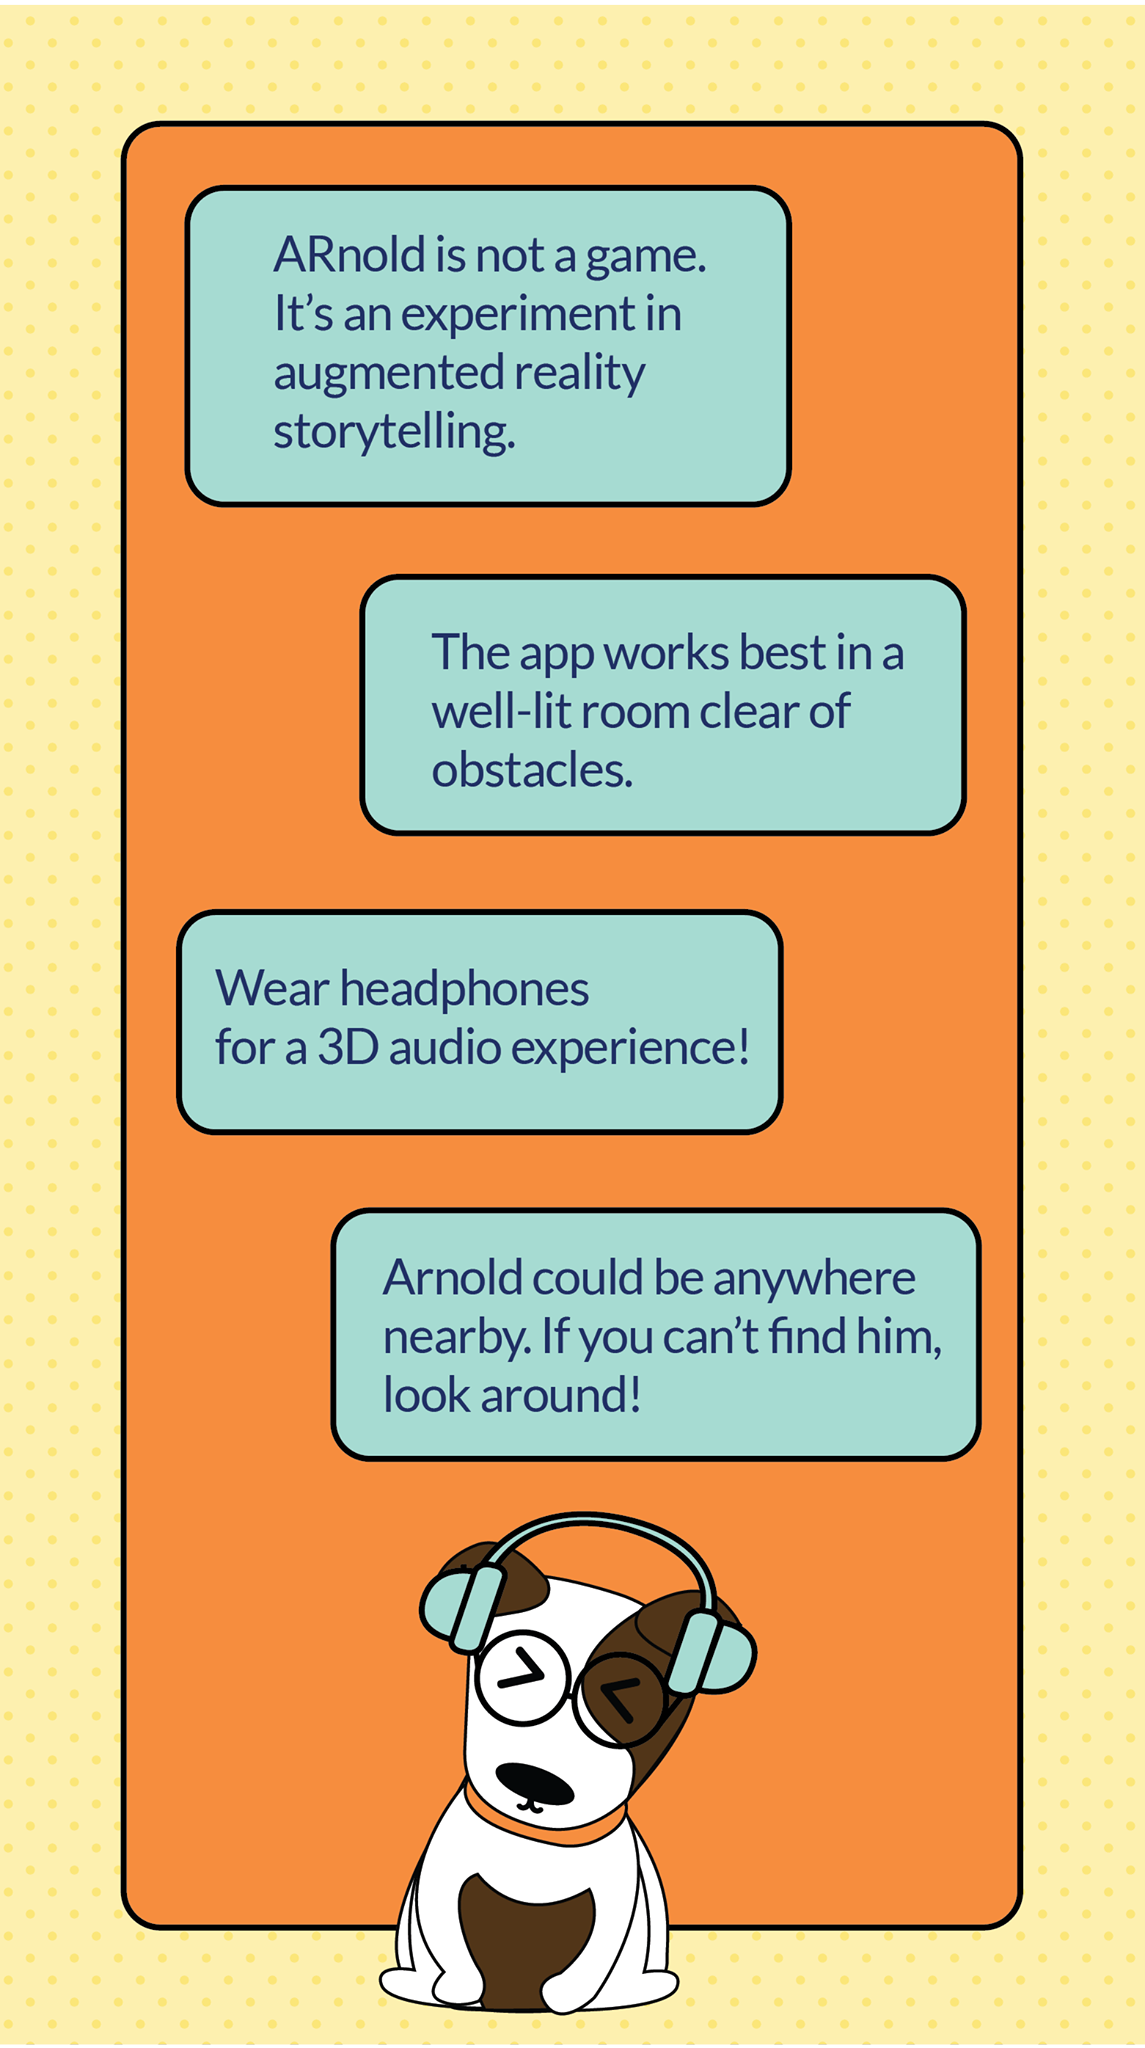 ARnold is not a game.
It’s an experiment in
augmented reality
storytelling.
The app works best in a
well-lit room clear of
obstacles.
Wear headphones
for a 3D audio experience!
Arnold could be anywhere
nearby. If you can’t find him,
look around!